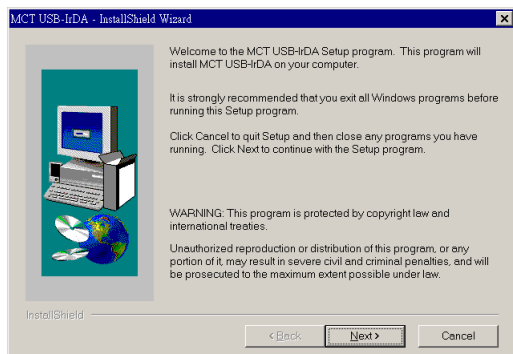 MCT USB-IrDA - InstallShield Wizard
Welcome to the MCT USB-IrDA Setup program. This program will
install MCT USB-IrDA on your computer.
It is strongly recommended that you exit all Windows programs before
running this Setup program.
Click Cancel to quit Setup and then close any programs you have
running. Click Next to continue with the Setup program.
WARNING: This program is protected by copyright law and
international treaties.
Unauthorized reproduction or distribution of this program, or any
portion of it, may result in severe civil and criminal penalties, and will
be prosecuted to the maximum extent possible under law.
InstallShield
< Back
Next >
Cancel